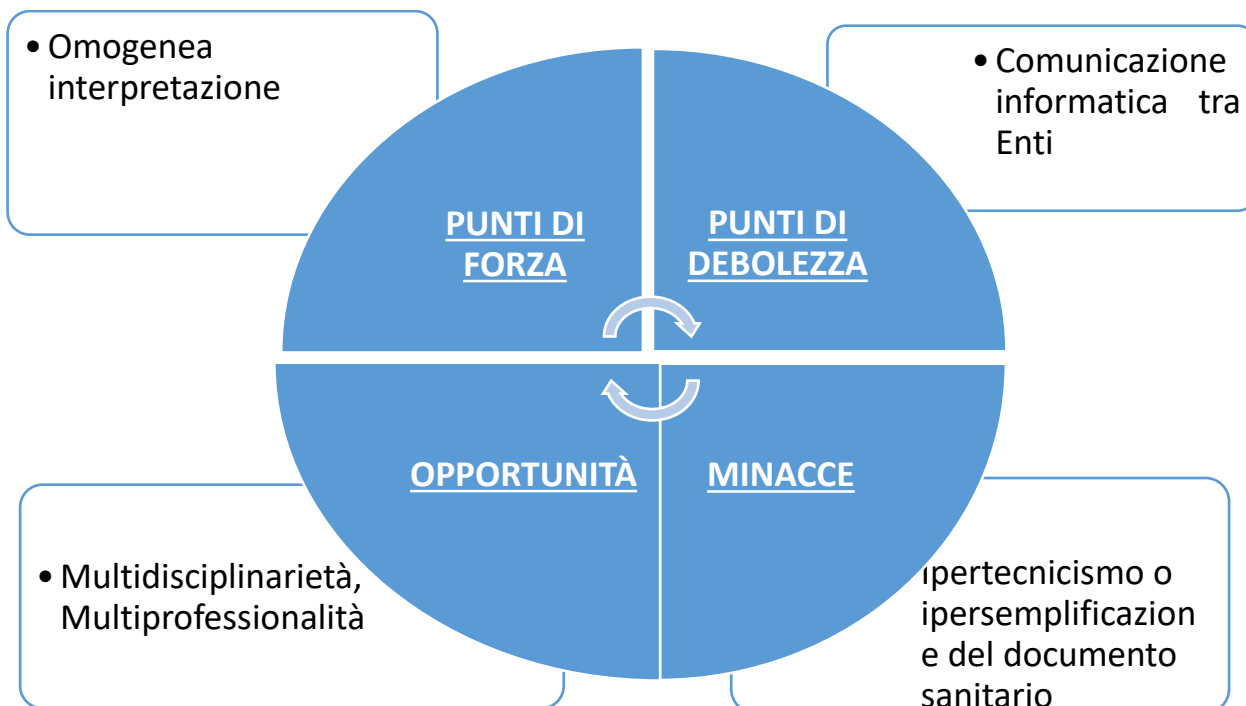 • Omogenea
interpretazione
• Comunicazione
informatica tra
Enti
PUNTI DI
FORZA
PUNTI DI
DEBOLEZZA
OPPORTUNITÀ
MINACCE
• Multidisciplinarietà,
Multiprofessionalità
Ipertecnicismo o
ipersemplificazion
e del documento
sanitario